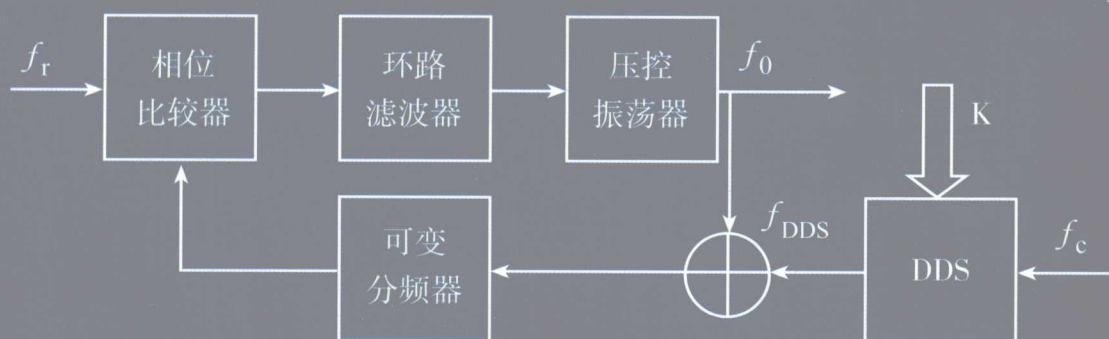 f_r
相位
比较器
环路
滤波器
压控
振荡器
f_0
K
可变
分频器
f_DDS
DDS
f_c